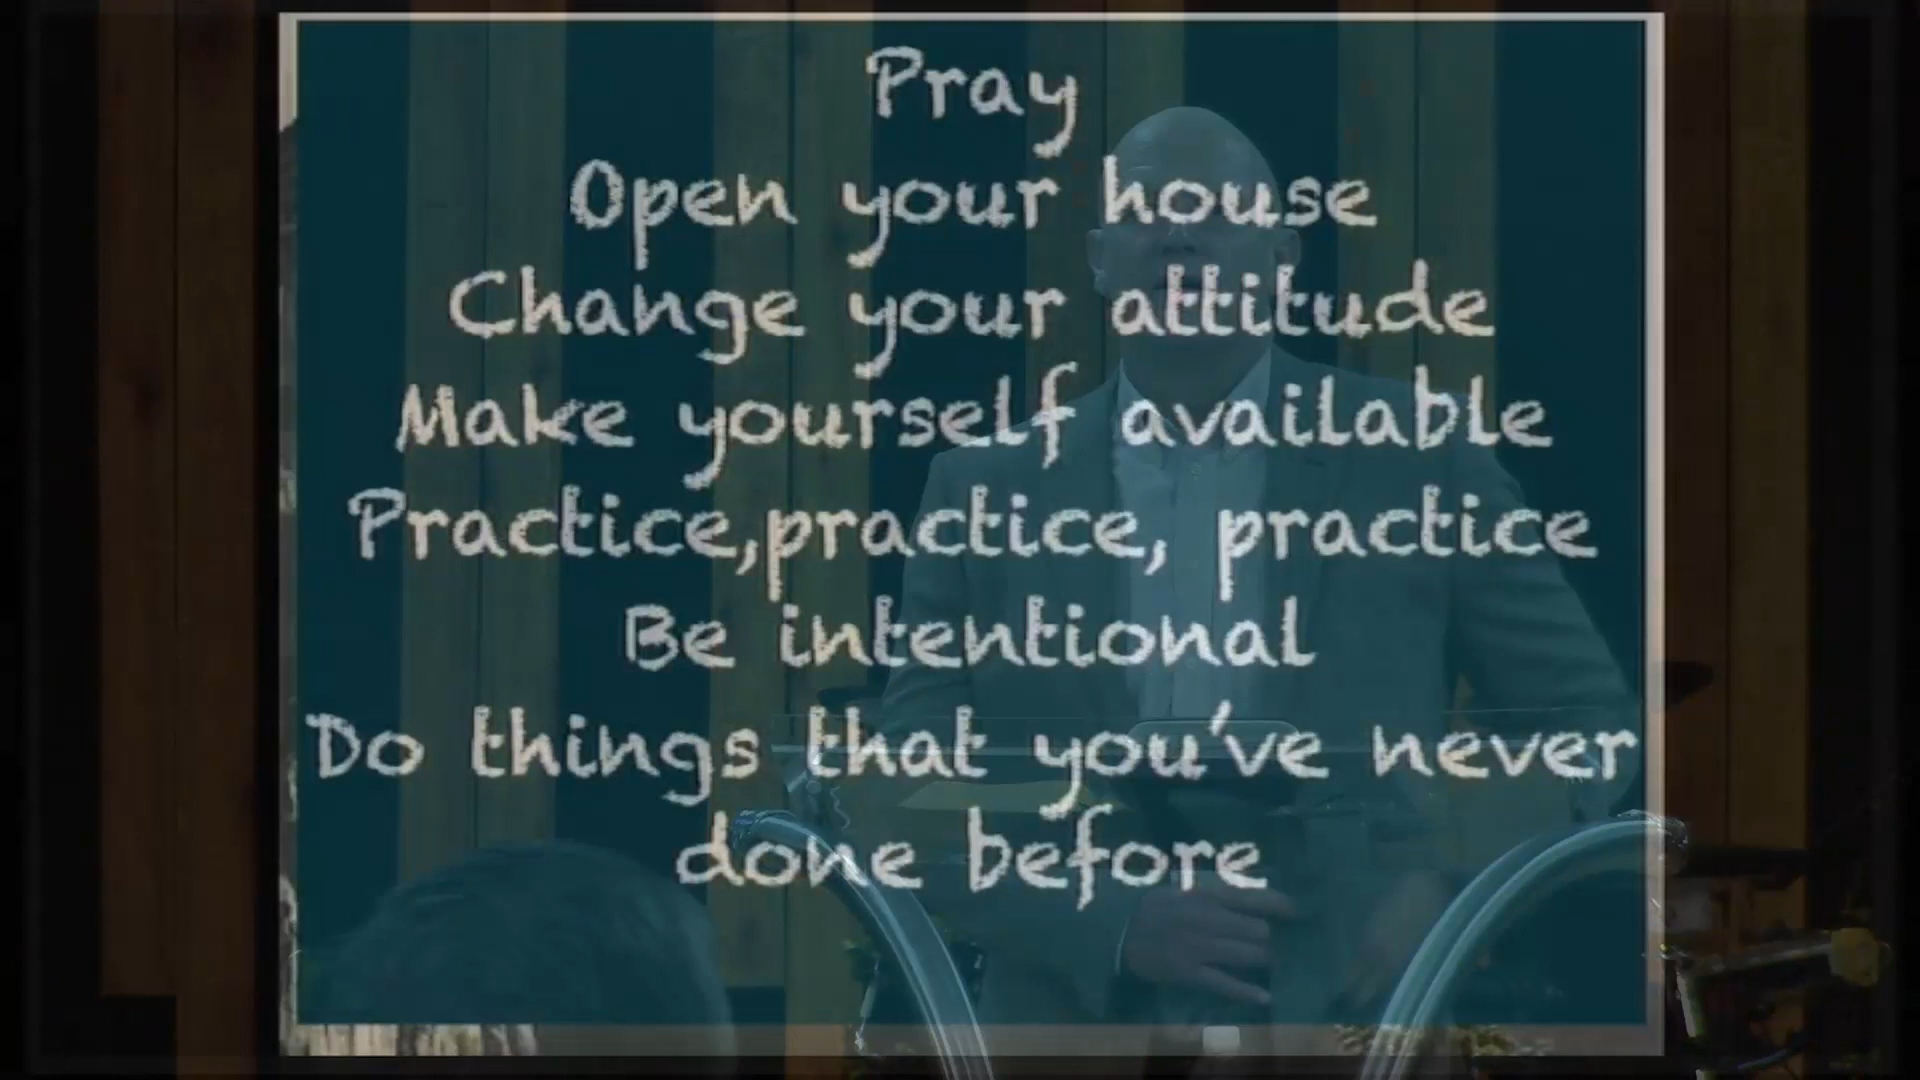 Pray
Open your house
Change your attitude
Make yourself available
Practice,practice, practice
Be intentional
Do things that you've never
done before